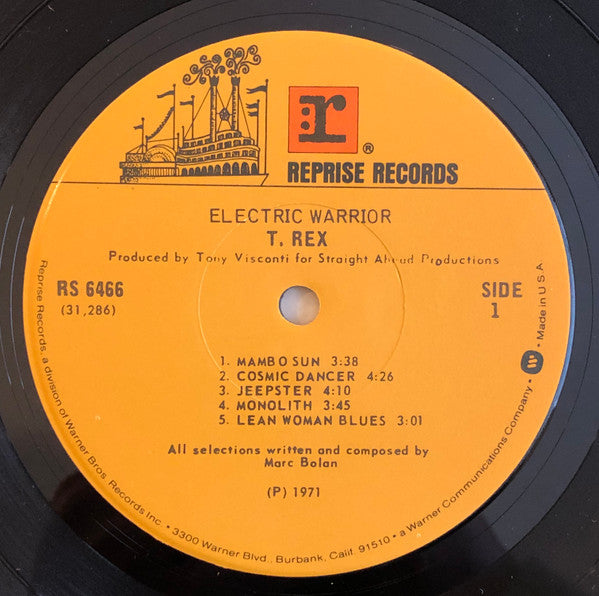 r
®
REPRISE RECORDS
ELECTRIC WARRIOR
T. REX
Produced by Tony Visconti for Straight Ahead Productions
RS 6466
(31,286)
SIDE
1
1. MAMBO SUN 3:38
2. COSMIC DANCER 4:26
3. JEEPSTER 4:10
4. MONOLITH 3:45
5. LEAN WOMAN BLUES 3:01
All selections written and composed by
Marc Bolan
(P) 1971
Reprise Records, a division of Warner Bros. Records Inc. • 3300 Warner Blvd., Burbank, Calif. 91510 • a Warner Communications Company • Made in U.S.A.